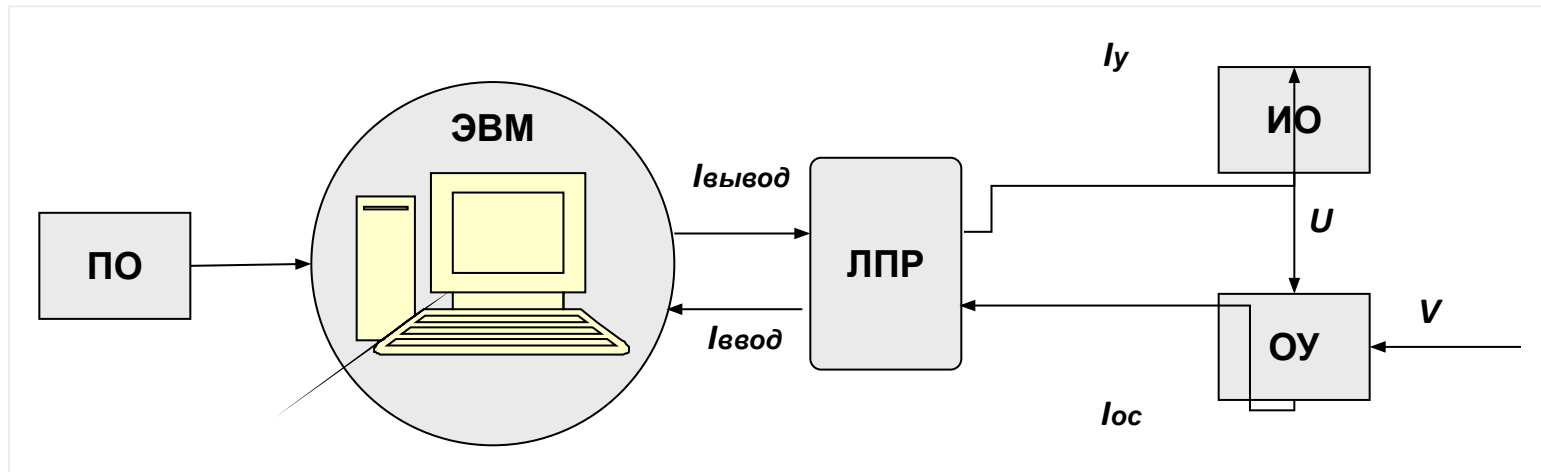 Iу
ИО
ЭВМ
Iвывод
U
ПО
ЛПР
V
Iввод
ОУ
Iос